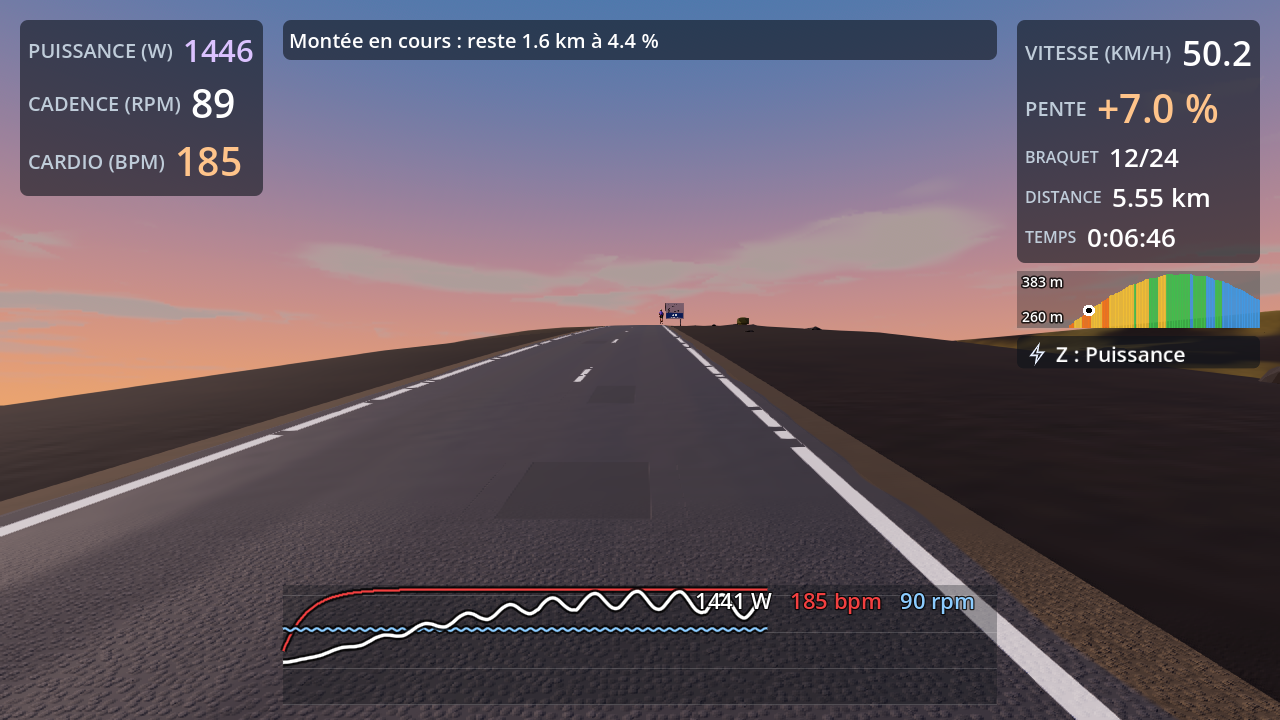 PUISSANCE (W) 1446
CADENCE (RPM) 89
CARDIO (BPM) 185
Montée en cours : reste 1.6 km à 4.4 %
VITESSE (KM/H) 50.2
PENTE +7.0 %
BRAQUET 12/24
DISTANCE 5.55 km
TEMPS 0:06:46
383 m
260 m
Z : Puissance
1441 W 185 bpm 90 rpm